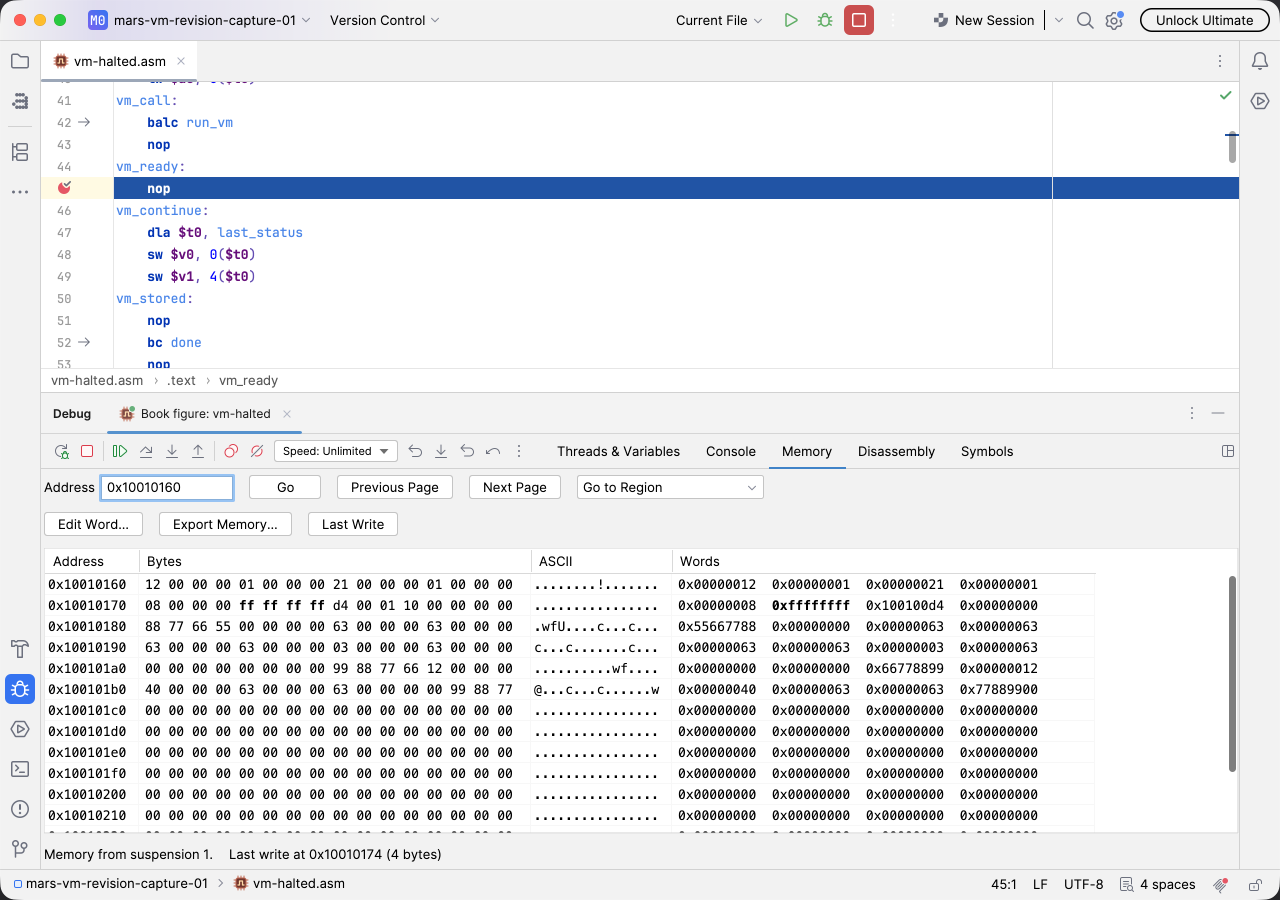 M0 mars-vm-revision-capture-01 Version Control Current File New Session Unlock Ultimate
vm-halted.asm
41 vm_call:
42 balc run_vm
43 nop
44 vm_ready:
nop
46 vm_continue:
47 dla $t0, last_status
48 sw $v0, 0($t0)
49 sw $v1, 4($t0)
50 vm_stored:
51 nop
52 bc done
53 nop
vm-halted.asm › .text › vm_ready
Debug Book figure: vm-halted
Speed: Unlimited Threads & Variables Console Memory Disassembly Symbols
Address 0x10010160 Go Previous Page Next Page Go to Region
Edit Word... Export Memory... Last Write
Address Bytes ASCII Words
0x10010160 12 00 00 00 01 00 00 00 21 00 00 00 01 00 00 00 ........!....... 0x00000012 0x00000001 0x00000021 0x00000001
0x10010170 08 00 00 00 ff ff ff ff d4 00 01 10 00 00 00 00 ................ 0x00000008 0xffffffff 0x100100d4 0x00000000
0x10010180 88 77 66 55 00 00 00 00 63 00 00 00 63 00 00 00 .wfU....c...c... 0x55667788 0x00000000 0x00000063 0x00000063
0x10010190 63 00 00 00 63 00 00 00 03 00 00 00 63 00 00 00 c...c.......c... 0x00000063 0x00000063 0x00000003 0x00000063
0x100101a0 00 00 00 00 00 00 00 00 99 88 77 66 12 00 00 00 ..........wf.... 0x00000000 0x00000000 0x66778899 0x00000012
0x100101b0 40 00 00 00 63 00 00 00 63 00 00 00 00 99 88 77 @...c...c......w 0x00000040 0x00000063 0x00000063 0x77889900
0x100101c0 00 00 00 00 00 00 00 00 00 00 00 00 00 00 00 00 ................ 0x00000000 0x00000000 0x00000000 0x00000000
0x100101d0 00 00 00 00 00 00 00 00 00 00 00 00 00 00 00 00 ................ 0x00000000 0x00000000 0x00000000 0x00000000
0x100101e0 00 00 00 00 00 00 00 00 00 00 00 00 00 00 00 00 ................ 0x00000000 0x00000000 0x00000000 0x00000000
0x100101f0 00 00 00 00 00 00 00 00 00 00 00 00 00 00 00 00 ................ 0x00000000 0x00000000 0x00000000 0x00000000
0x10010200 00 00 00 00 00 00 00 00 00 00 00 00 00 00 00 00 ................ 0x00000000 0x00000000 0x00000000 0x00000000
0x10010210 00 00 00 00 00 00 00 00 00 00 00 00 00 00 00 00 ................ 0x00000000 0x00000000 0x00000000 0x00000000
Memory from suspension 1. Last write at 0x10010174 (4 bytes)
mars-vm-revision-capture-01 › vm-halted.asm 45:1 LF UTF-8 4 spaces